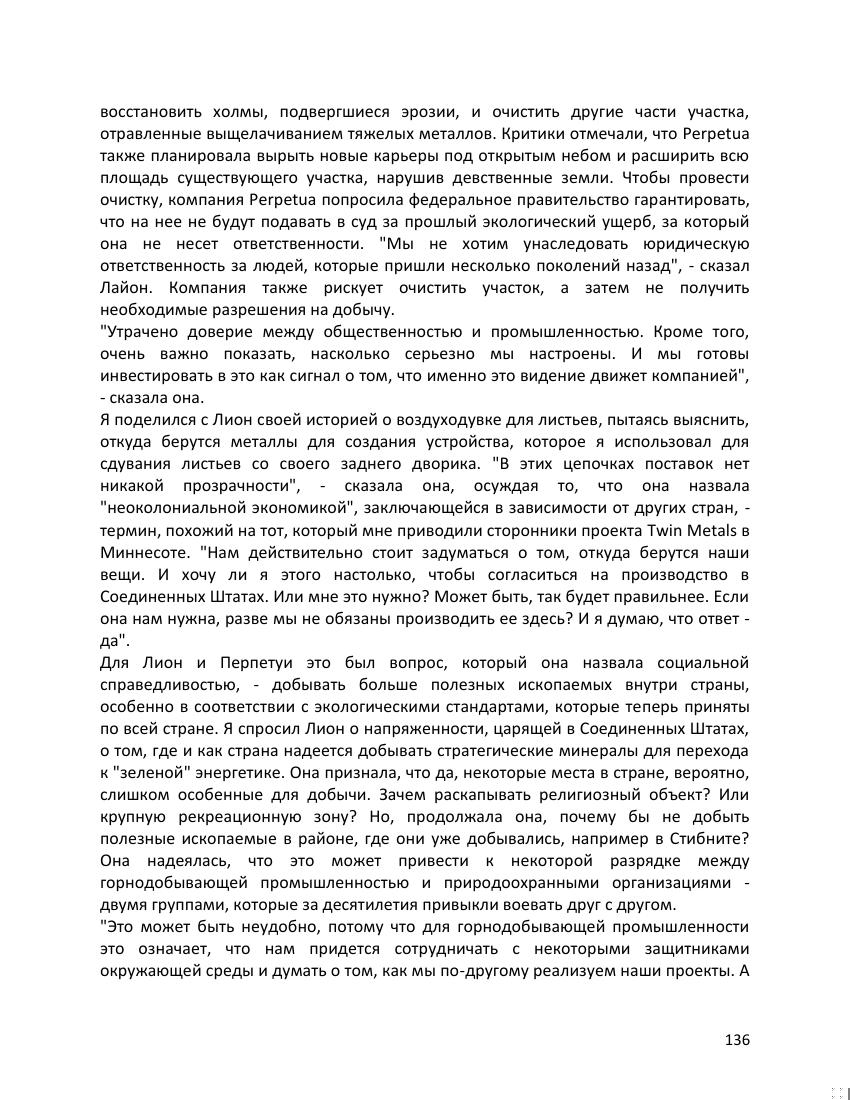 восстановить холмы, подвергшиеся эрозии, и очистить другие части участка,
отравленные выщелачиванием тяжелых металлов. Критики отмечали, что Perpetua
также планировала вырыть новые карьеры под открытым небом и расширить всю
площадь существующего участка, нарушив девственные земли. Чтобы провести
очистку, компания Perpetua попросила федеральное правительство гарантировать,
что на нее не будут подавать в суд за прошлый экологический ущерб, за который
она не несет ответственности. "Мы не хотим унаследовать юридическую
ответственность за людей, которые пришли несколько поколений назад", - сказал
Лайон. Компания также рискует очистить участок, а затем не получить
необходимые разрешения на добычу.
"Утрачено доверие между общественностью и промышленностью. Кроме того,
очень важно показать, насколько серьезно мы настроены. И мы готовы
инвестировать в это как сигнал о том, что именно это видение движет компанией",
- сказала она.
Я поделился с Лион своей историей о воздуходувке для листьев, пытаясь выяснить,
откуда берутся металлы для создания устройства, которое я использовал для
сдувания листьев со своего заднего дворика. "В этих цепочках поставок нет
никакой прозрачности", - сказала она, осуждая то, что она назвала
"неоколониальной экономикой", заключающейся в зависимости от других стран, -
термин, похожий на тот, который мне приводили сторонники проекта Twin Metals в
Миннесоте. "Нам действительно стоит задуматься о том, откуда берутся наши
вещи. И хочу ли я этого настолько, чтобы согласиться на производство в
Соединенных Штатах. Или мне это нужно? Может быть, так будет правильнее. Если
она нам нужна, разве мы не обязаны производить ее здесь? И я думаю, что ответ -
да".
Для Лион и Перпетуи это был вопрос, который она назвала социальной
справедливостью, - добывать больше полезных ископаемых внутри страны,
особенно в соответствии с экологическими стандартами, которые теперь приняты
по всей стране. Я спросил Лион о напряженности, царящей в Соединенных Штатах,
о том, где и как страна надеется добывать стратегические минералы для перехода
к "зеленой" энергетике. Она признала, что да, некоторые места в стране, вероятно,
слишком особенные для добычи. Зачем раскапывать религиозный объект? Или
крупную рекреационную зону? Но, продолжала она, почему бы не добыть
полезные ископаемые в районе, где они уже добывались, например в Стибните?
Она надеялась, что это может привести к некоторой разрядке между
горнодобывающей промышленностью и природоохранными организациями -
двумя группами, которые за десятилетия привыкли воевать друг с другом.
"Это может быть неудобно, потому что для горнодобывающей промышленности
это означает, что нам придется сотрудничать с некоторыми защитниками
окружающей среды и думать о том, как мы по-другому реализуем наши проекты. А
136